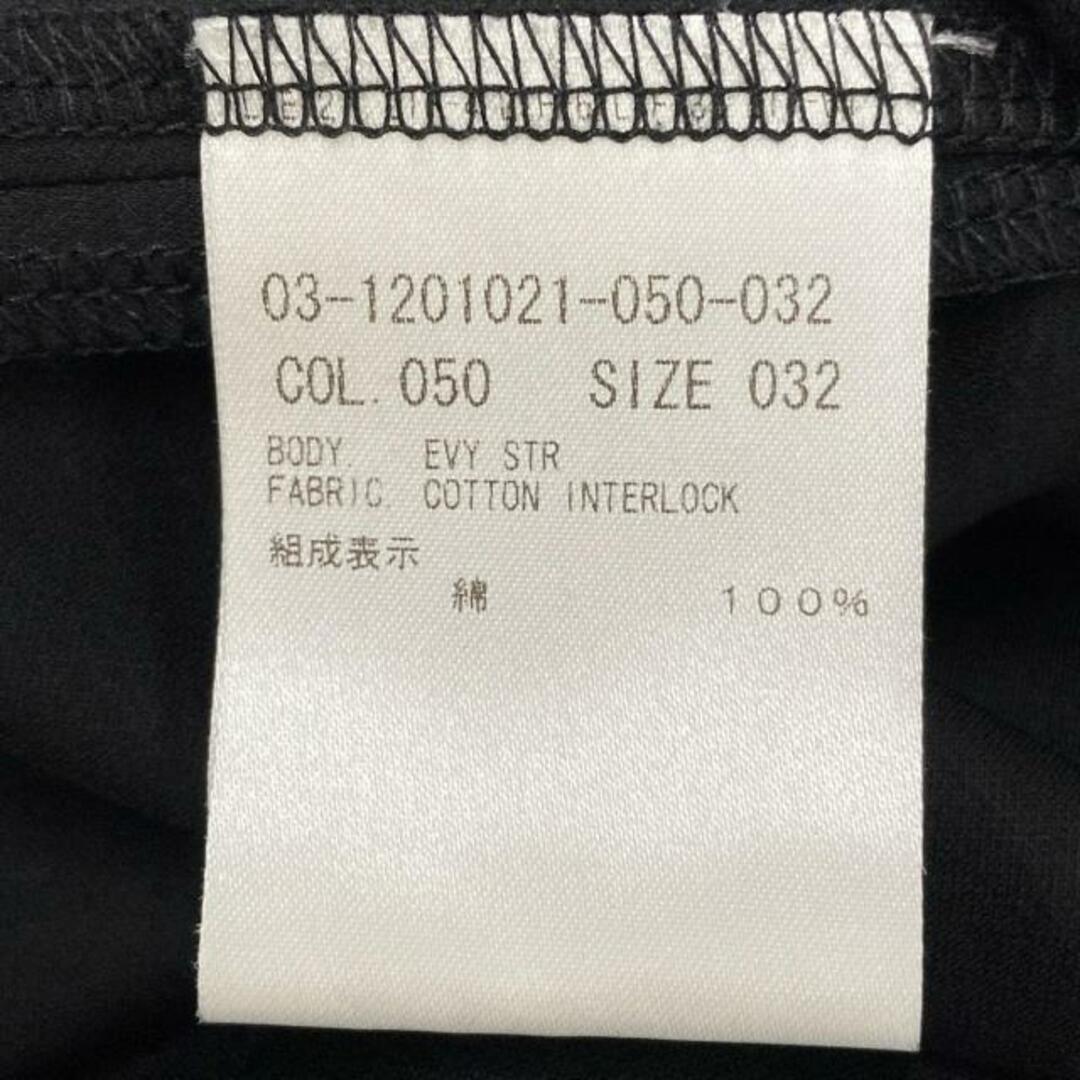 03-1201021-050-032
COL. 050 SIZE 032
BODY. EVY STR
FABRIC. COTTON INTERLOCK
組成表示
綿 100%